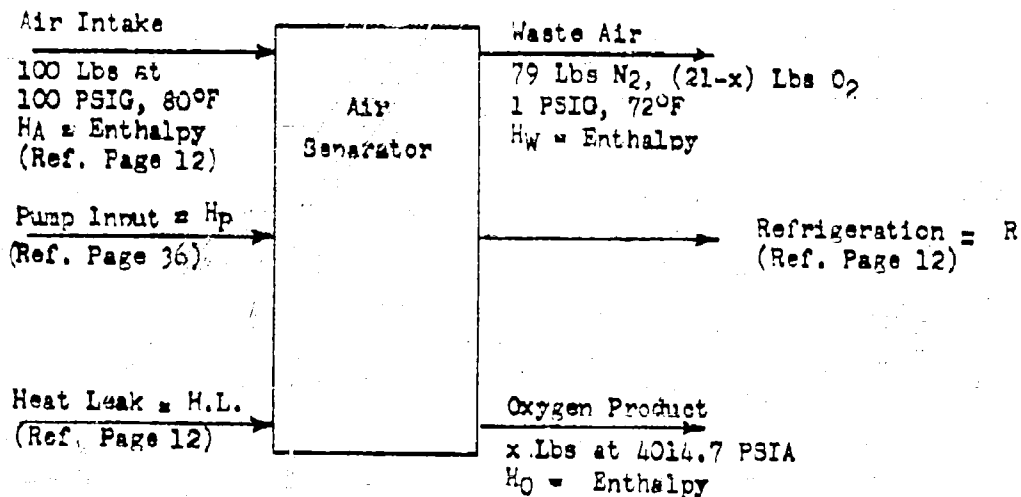 Air Intake
100 Lbs at
100 PSIG, 80°F
HA = Enthalpy
(Ref. Page 12)
Pump Input = Hp
(Ref. Page 36)
Heat Leak = H.L.
(Ref. Page 12)
Air
Separator
Waste Air
79 Lbs N2, (21-x) Lbs O2
1 PSIG, 72°F
HW = Enthalpy
Refrigeration = R
(Ref. Page 12)
Oxygen Product
x Lbs at 4014.7 PSIA
HO = Enthalpy